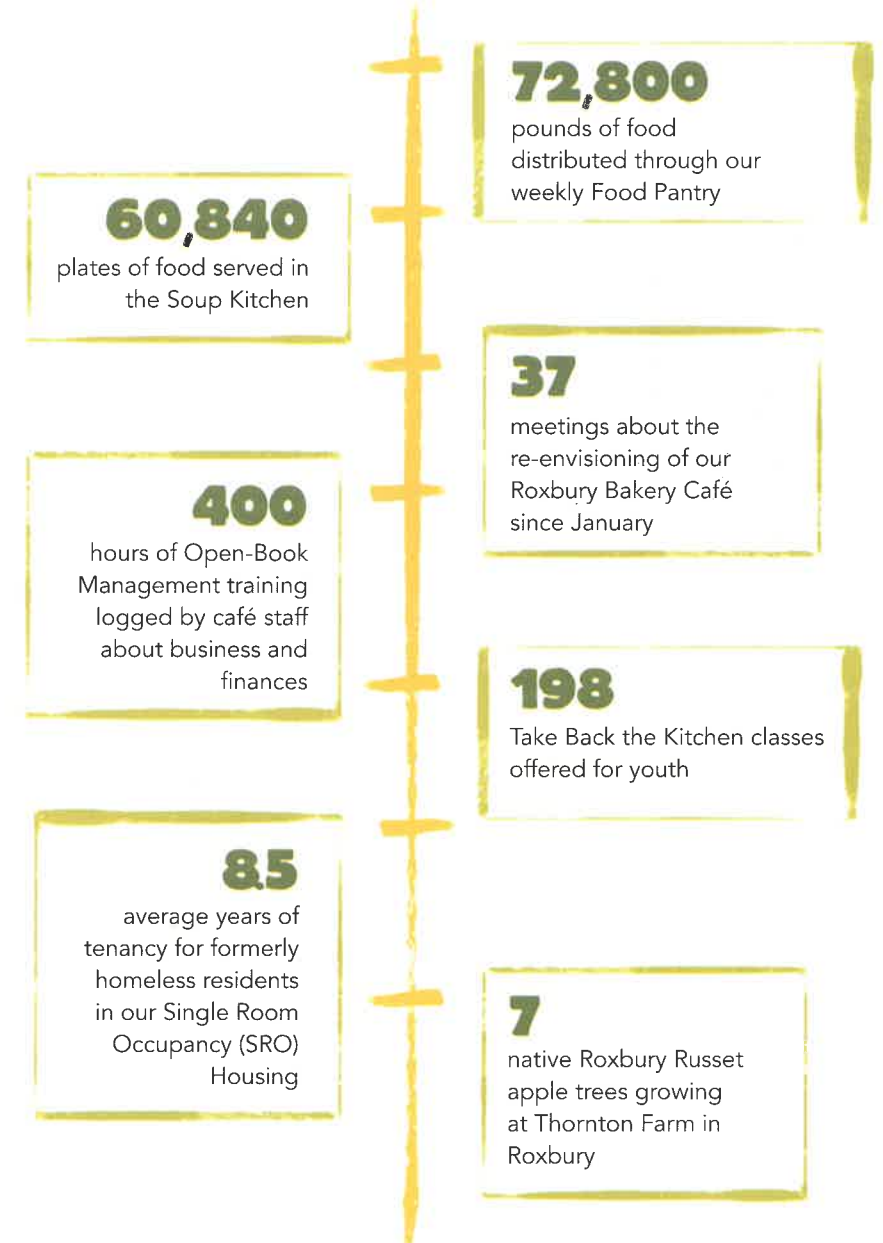 72,800
pounds of food
distributed through our
weekly Food Pantry
60,840
plates of food served in
the Soup Kitchen
37
meetings about the
re-envisioning of our
Roxbury Bakery Café
since January
400
hours of Open-Book
Management training
logged by café staff
about business and
finances
198
Take Back the Kitchen classes
offered for youth
8.5
average years of
tenancy for formerly
homeless residents
in our Single Room
Occupancy (SRO)
Housing
7
native Roxbury Russet
apple trees growing
at Thornton Farm in
Roxbury